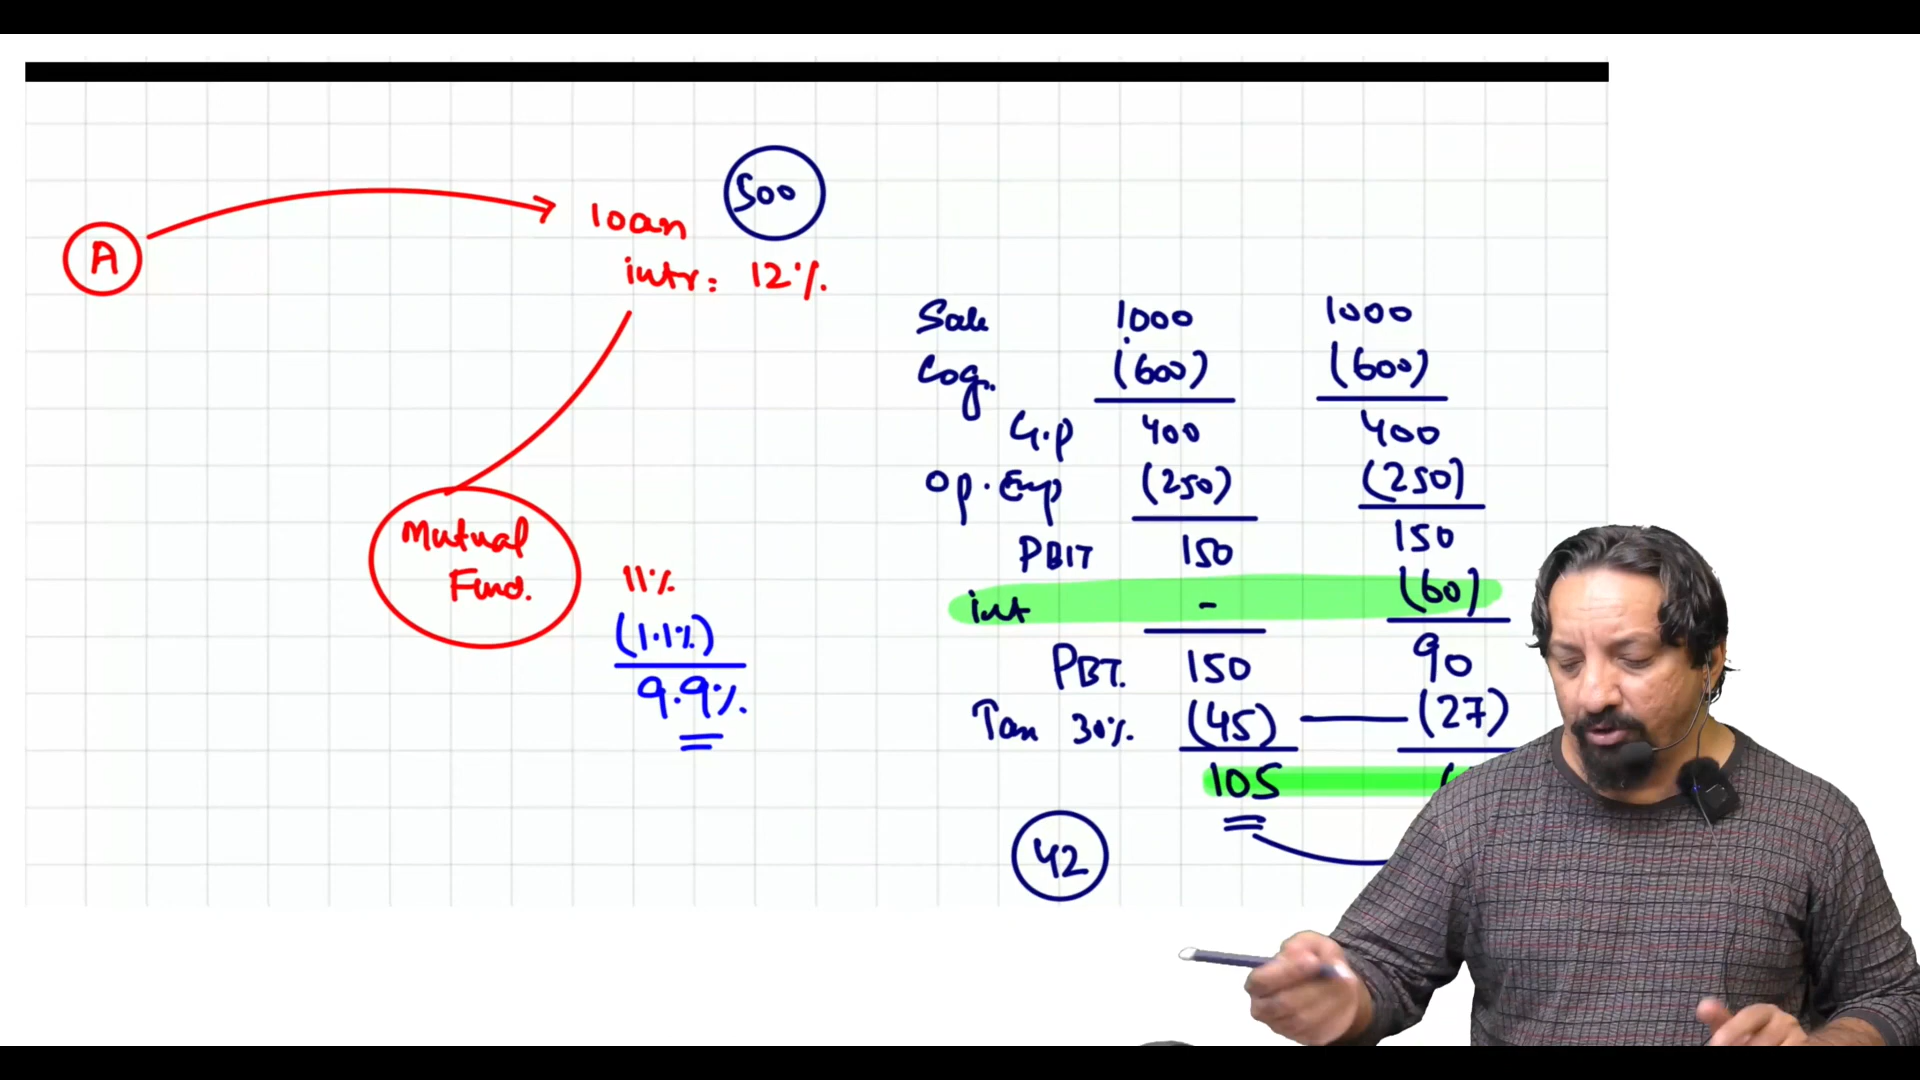 A
loan
500
intr: 12%.
Mutual
Fund.
11%
(1.1%)
9.9%.
Sale 1000 1000
Cog.. (600) (600)
G.p 400 400
Op. Exp (250) (250)
PBIT 150 150
int - (60)
PBT. 150 90
Tax 30%. (45) (27)
105
42